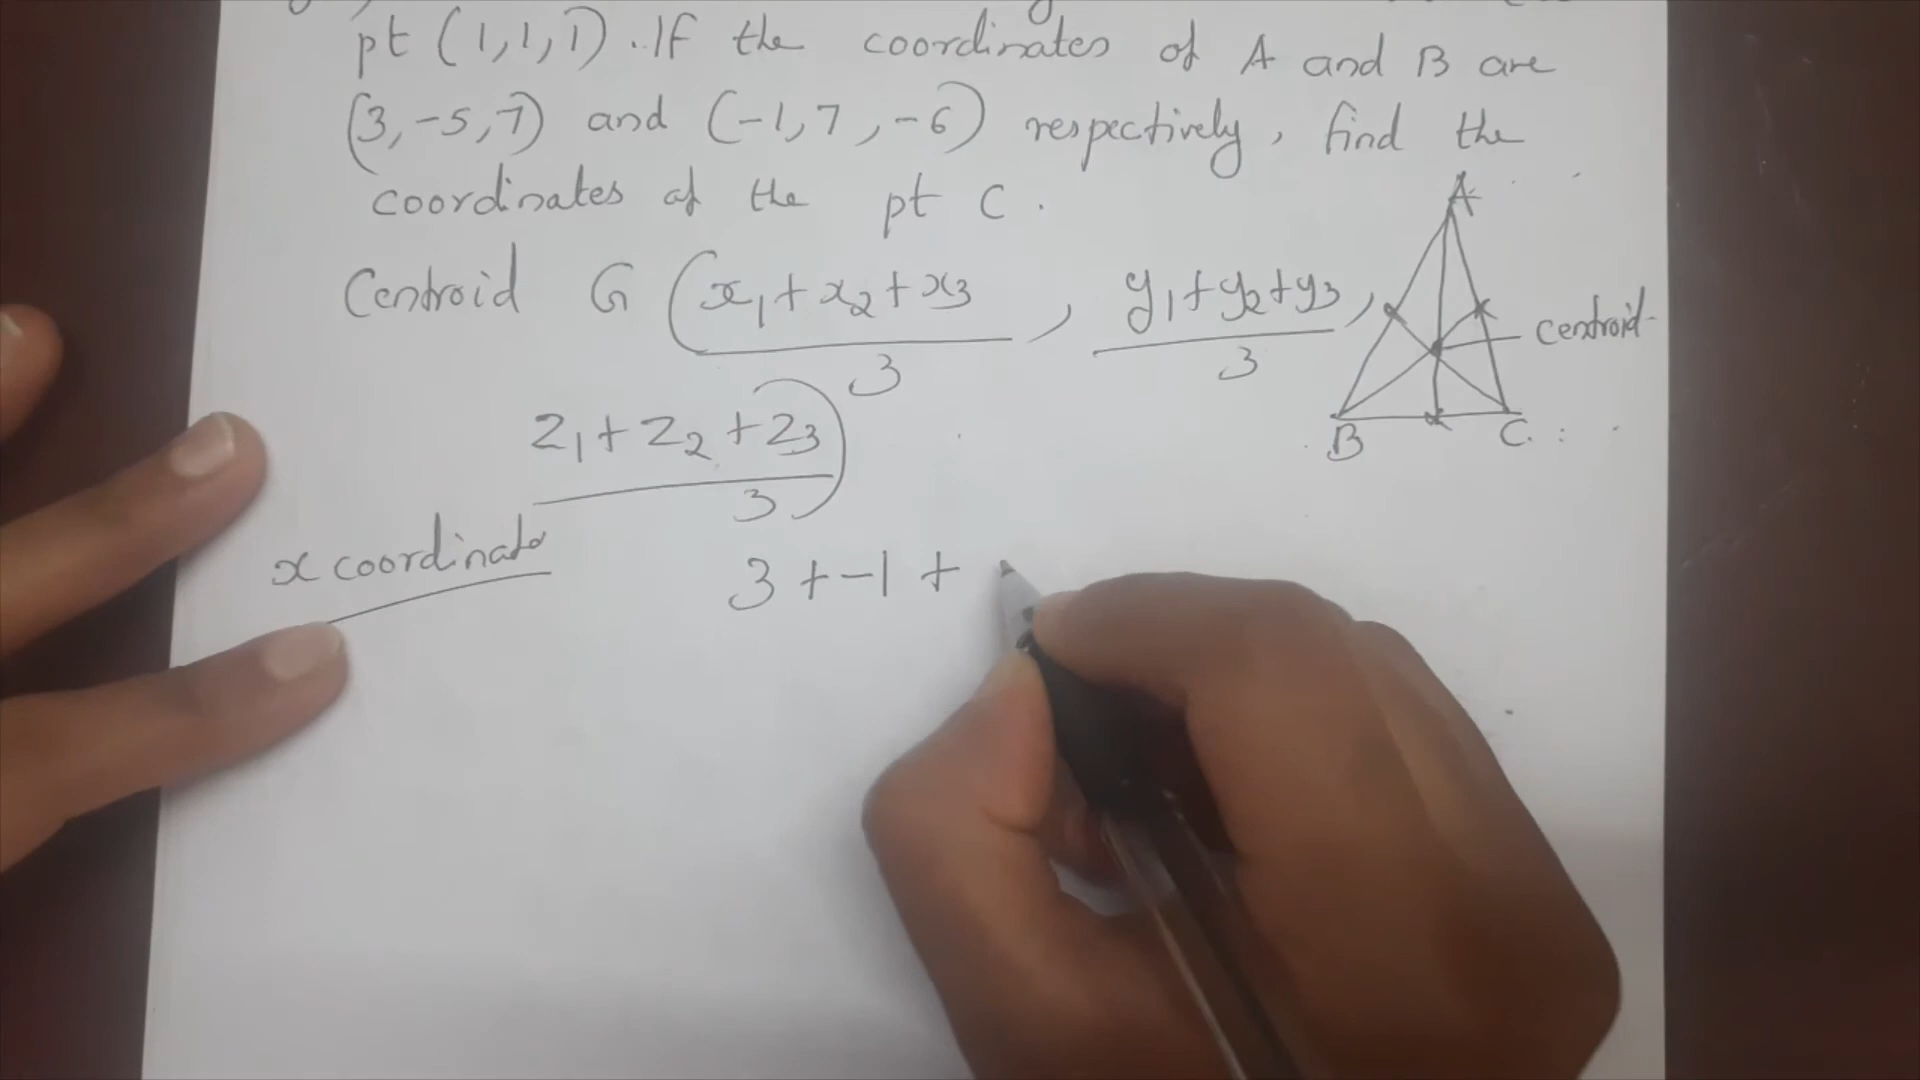 pt (1,1,1). If the coordinates of A and B are
(3,-5,7) and (-1,7,-6) respectively, find the
coordinates of the pt C.
A
Centroid G (x₁+x₂+x₃/3, y₁+y₂+y₃/3,
centroid
z₁+z₂+z₃/3)
B C
x coordinate
3+-1+